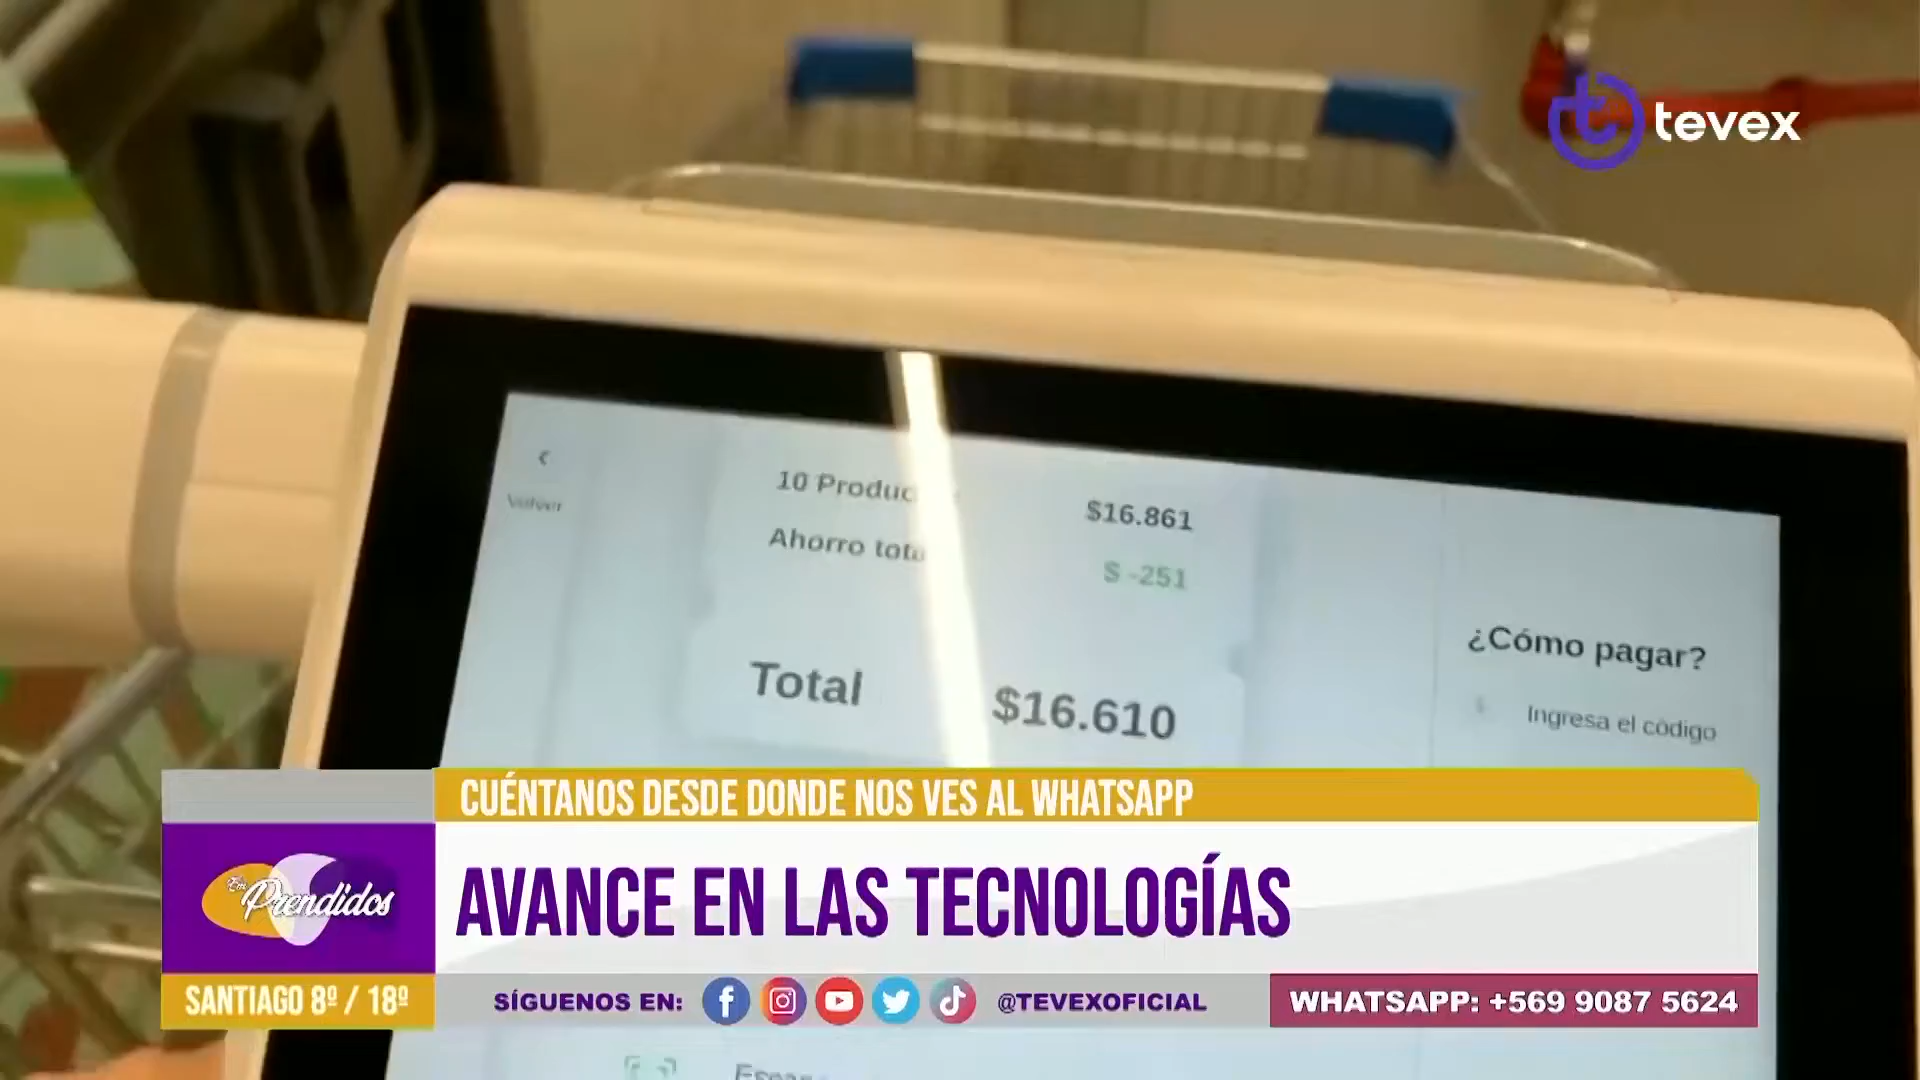 tevex
Volver
10 Produc
$16.861
Ahorro tota
$ -251
Total
$16.610
¿Cómo pagar?
Ingresa el código
CUÉNTANOS DESDE DONDE NOS VES AL WHATSAPP
En Prendidos
AVANCE EN LAS TECNOLOGÍAS
SANTIAGO 8º / 18º
SÍGUENOS EN:
@TEVEXOFICIAL
WHATSAPP: +569 9087 5624